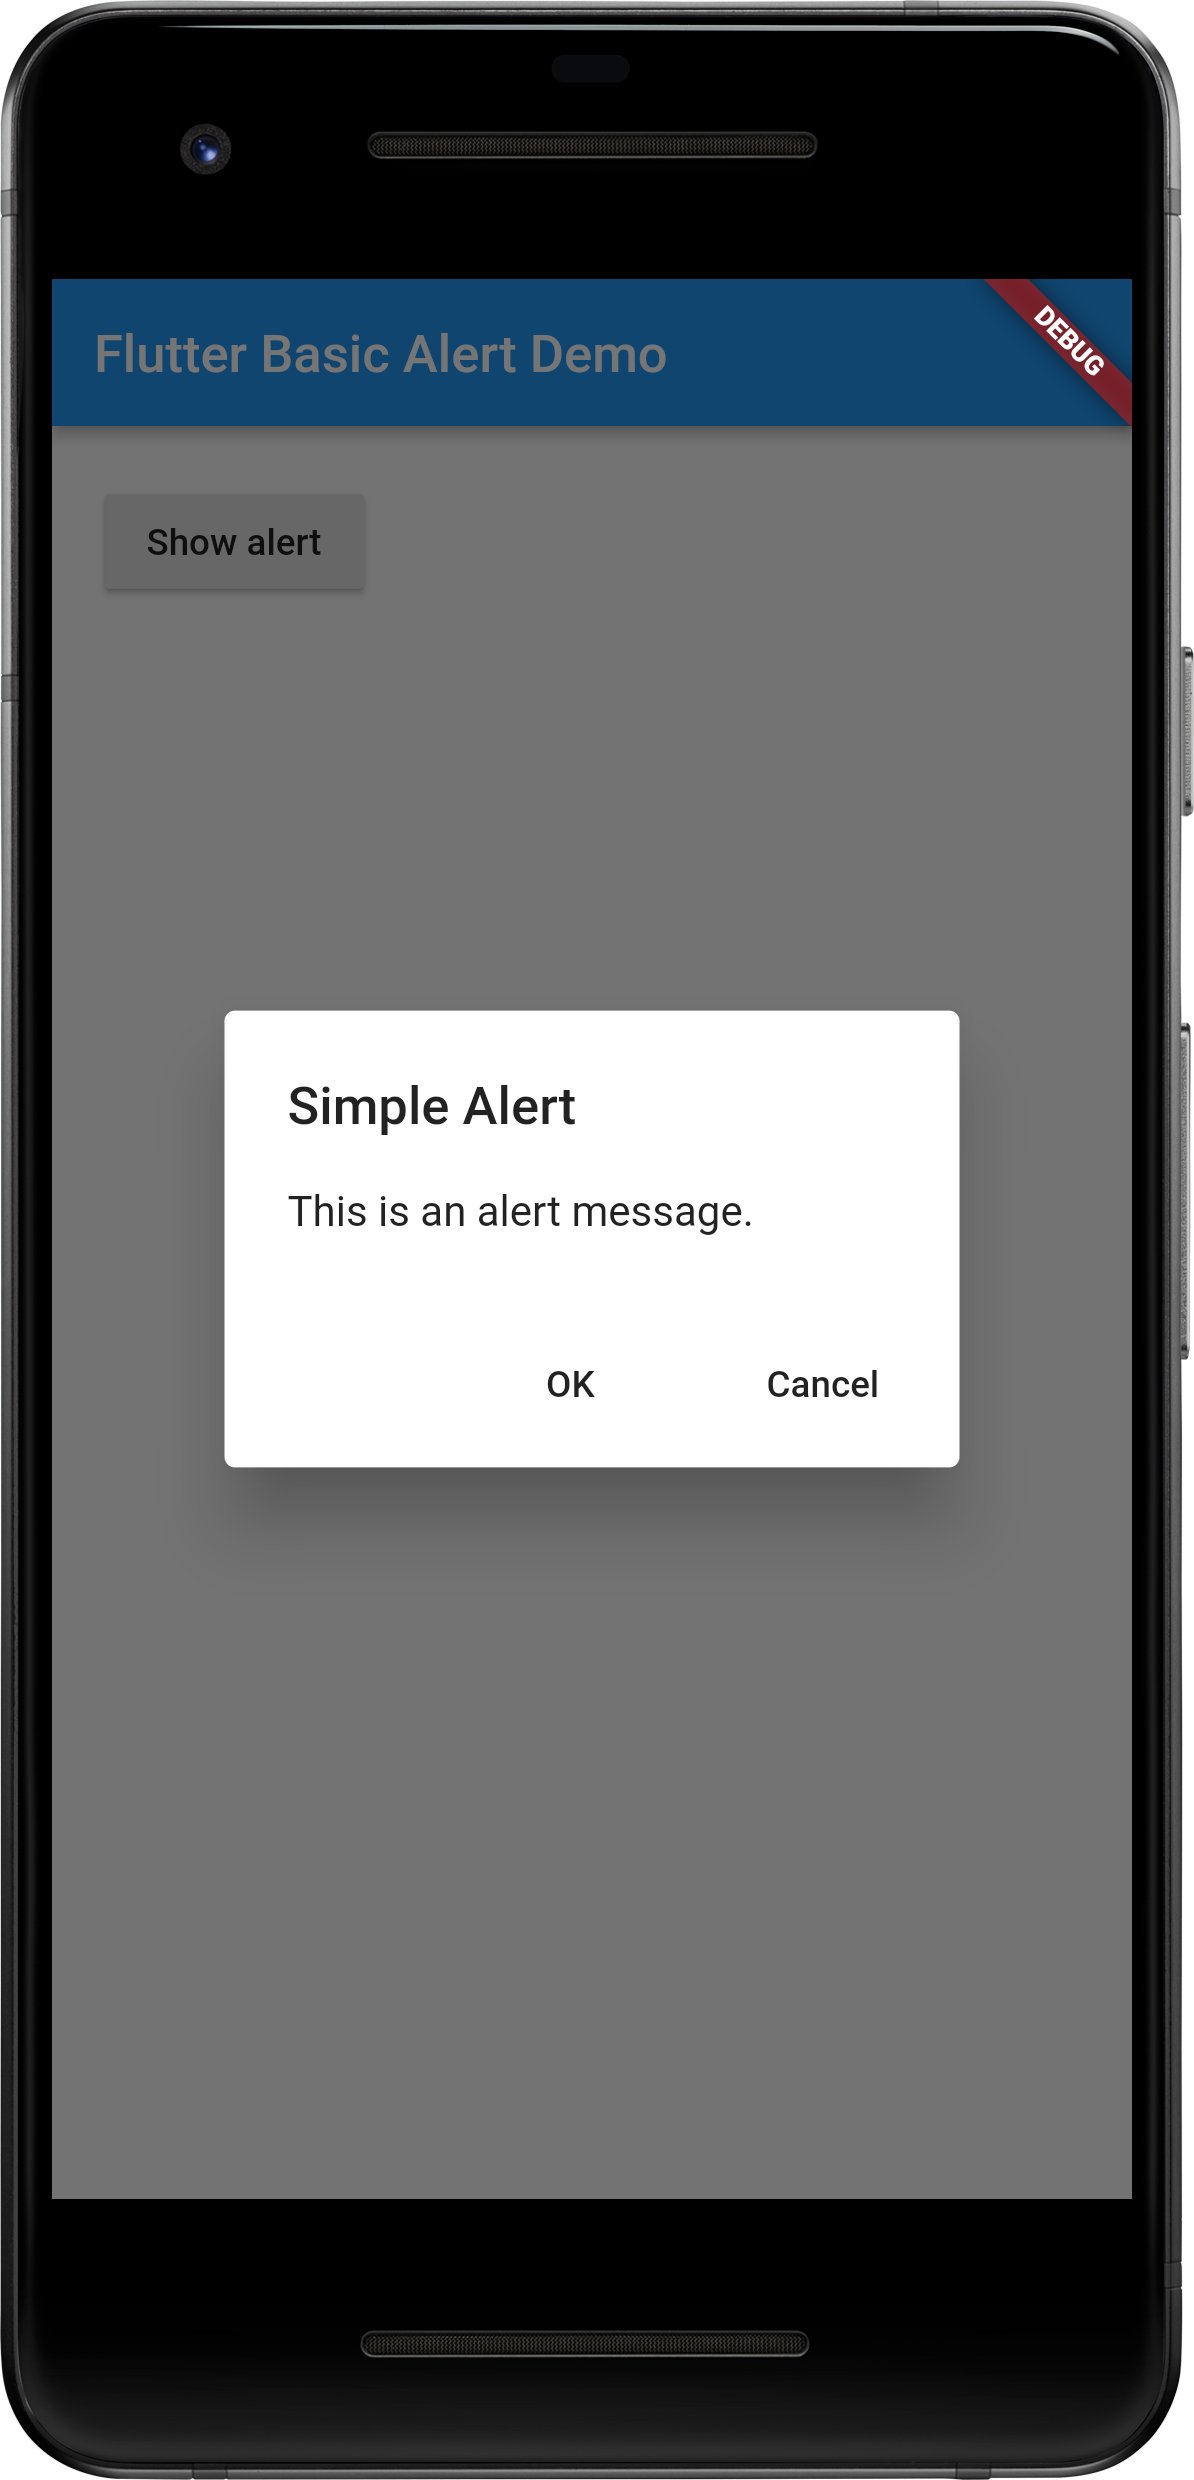 Flutter Basic Alert Demo
DEBUG
Show alert
Simple Alert
This is an alert message.
OK
Cancel